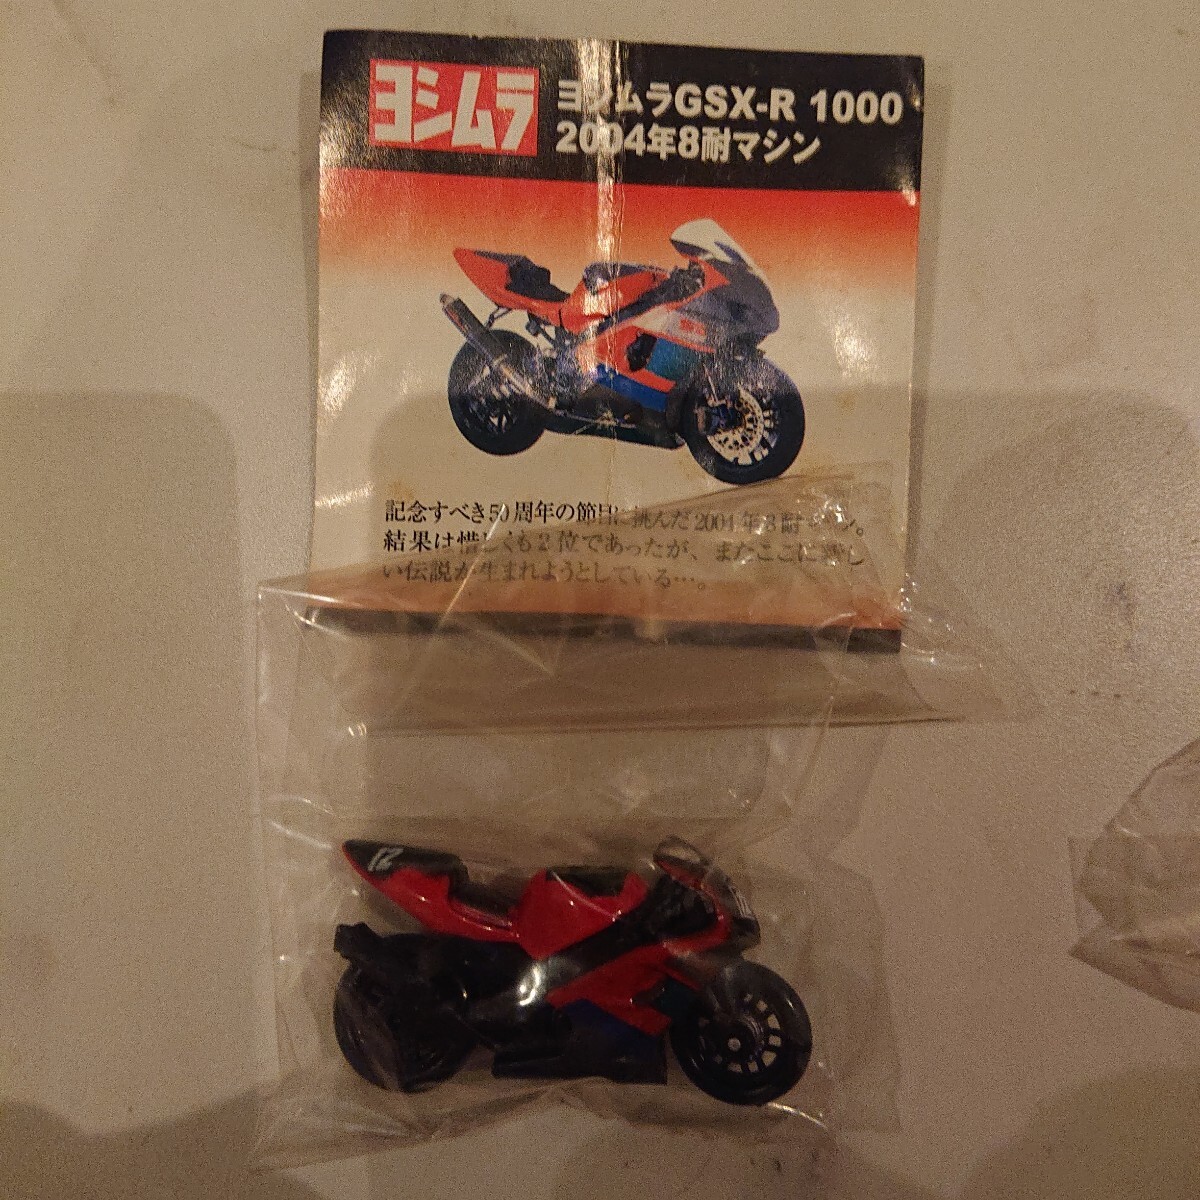 ヨシムラ
ヨシムラGSX-R 1000
2004年8耐マシン
記念すべき50周年の節目に挑んだ2004年8耐マシン。
結果は惜しくも2位であったが、またここに新し
い伝説が生まれようとしている…。
12